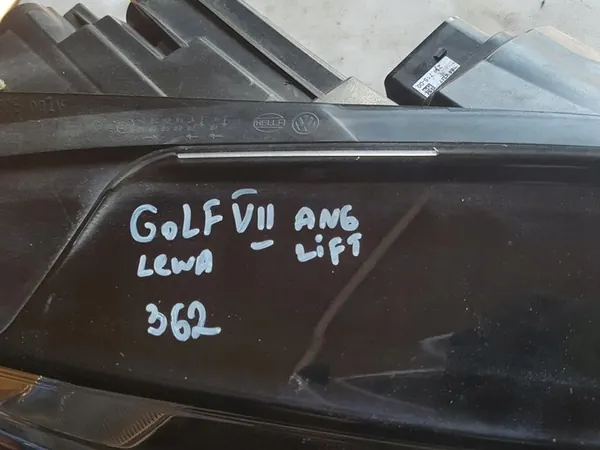 HELLA
GOLF VII ANG
LEWA LIFT
362